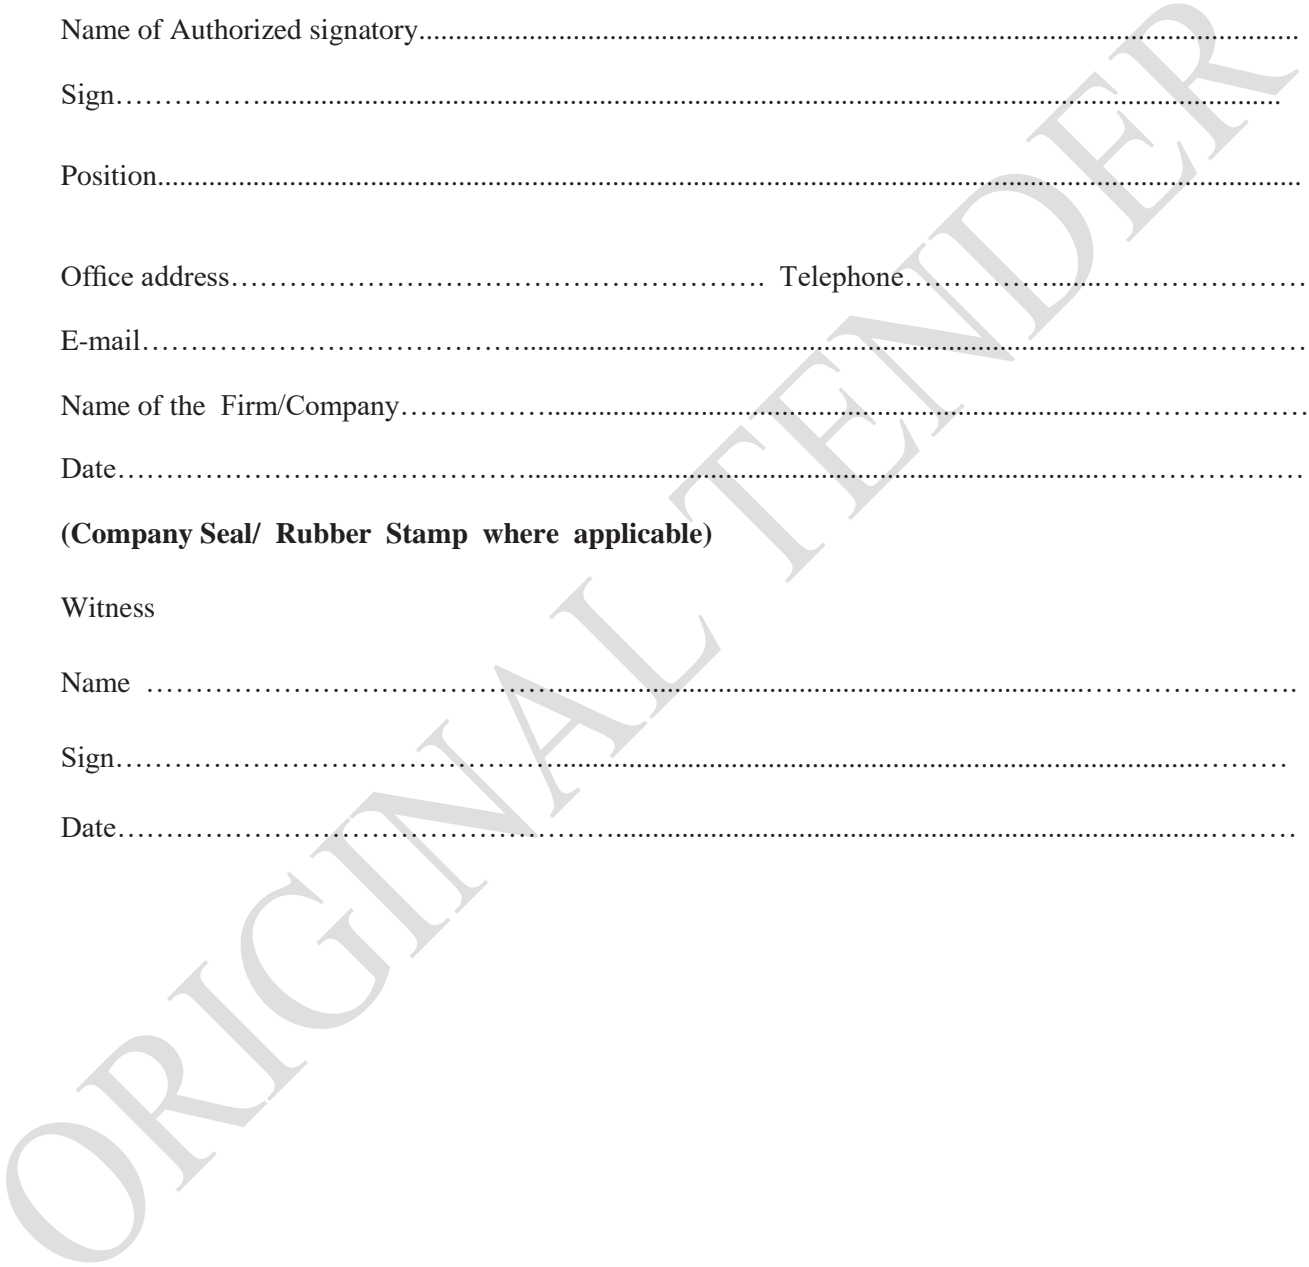 Name of Authorized signatory..........................................................................................................................
Sign……………..............................................................................................................................................
Position..............................................................................................................................................................
Office address………………………………………………. Telephone……………......…………………
E-mail…………………………………......................................................................................……………
Name of the  Firm/Company……………................................................................................………………
Date……………………………………..............................................................................…………………
(Company Seal/  Rubber  Stamp  where  applicable)
Witness
Name  …………………………………….........................................................................………………….
Sign………………………………………........................................................................................………
Date……………………………………………..................................................................................………
ORIGINAL TENDER